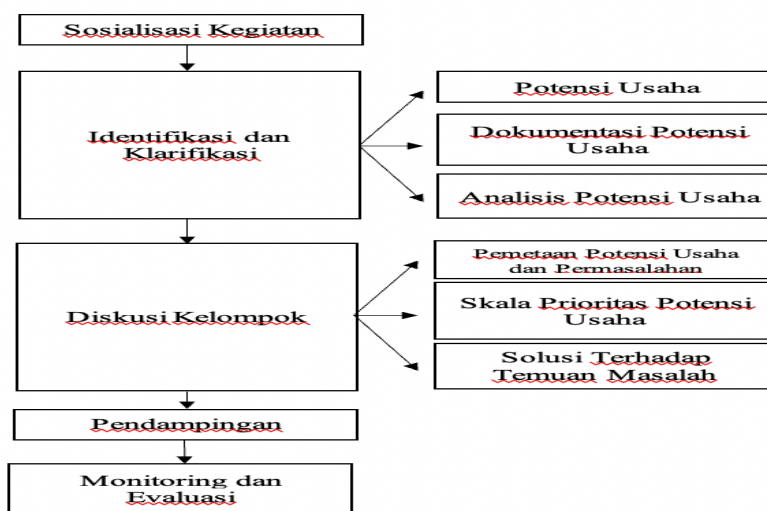 Sosialisasi Kegiatan
Identifikasi dan
Klarifikasi
Potensi Usaha
Dokumentasi Potensi
Usaha
Analisis Potensi Usaha
Diskusi Kelompok
Pemetaan Potensi Usaha
dan Permasalahan
Skala Prioritas Potensi
Usaha
Solusi Terhadap
Temuan Masalah
Pendampingan
Monitoring dan
Evaluasi